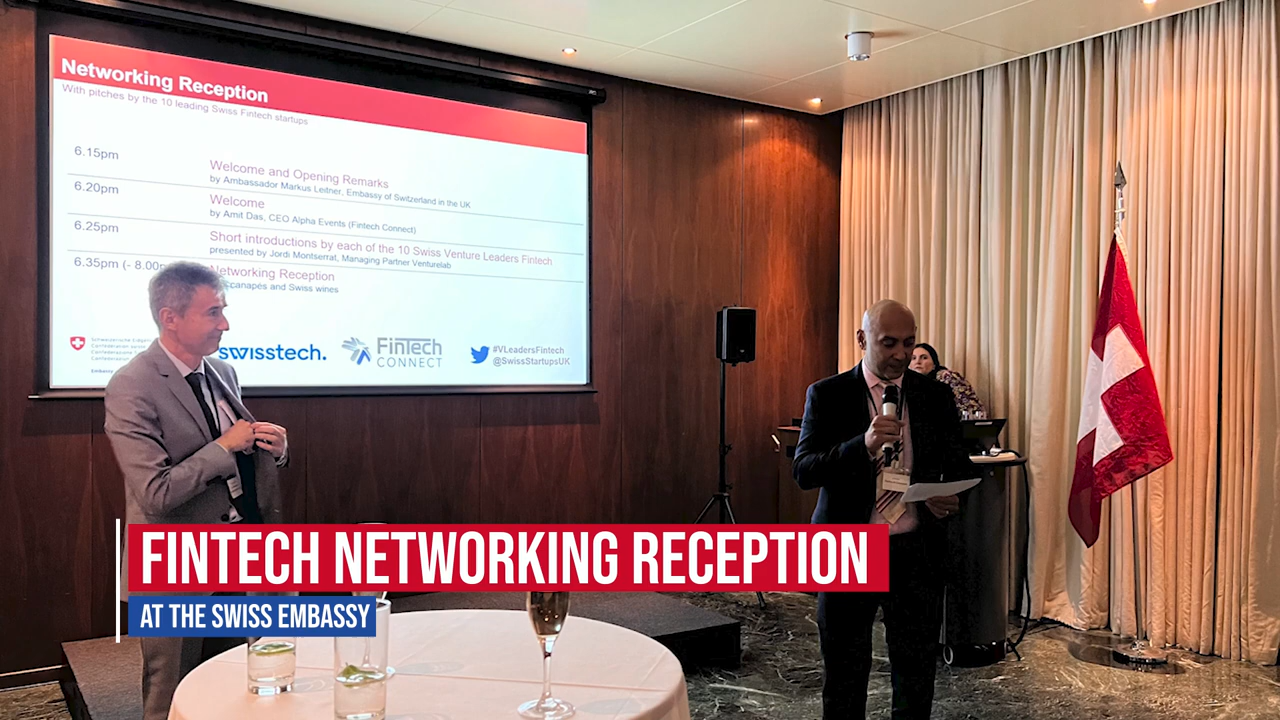 Networking Reception
With pitches by the 10 leading Swiss Fintech startups
6.15pm
Welcome and Opening Remarks
by Ambassador Markus Leitner, Embassy of Switzerland in the UK
6.20pm
Welcome
by Amit Das, CEO Alpha Events (Fintech Connect)
6.25pm
Short introductions by each of the 10 Swiss Venture Leaders Fintech
presented by Jordi Montserrat, Managing Partner Venturelab
6.35pm (- 8.00p
Networking Reception
canapés and Swiss wines
swisstech.
FinTech
CONNECT
#VLeadersFintech
@SwissStartupsUK
FINTECH NETWORKING RECEPTION
AT THE SWISS EMBASSY